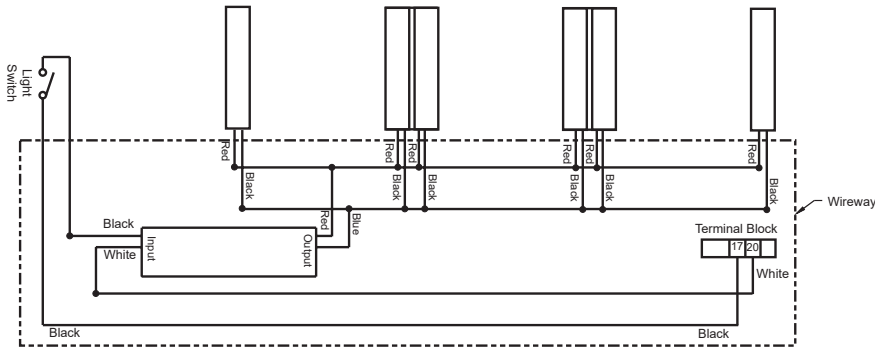 Light
Switch
Red
Black
Red
Red
Black
Black
Red
Red
Black
Black
Red
Black
Wireway
Black
White
Input
Output
Red
Blue
Terminal Block
17 20
White
Black
Black